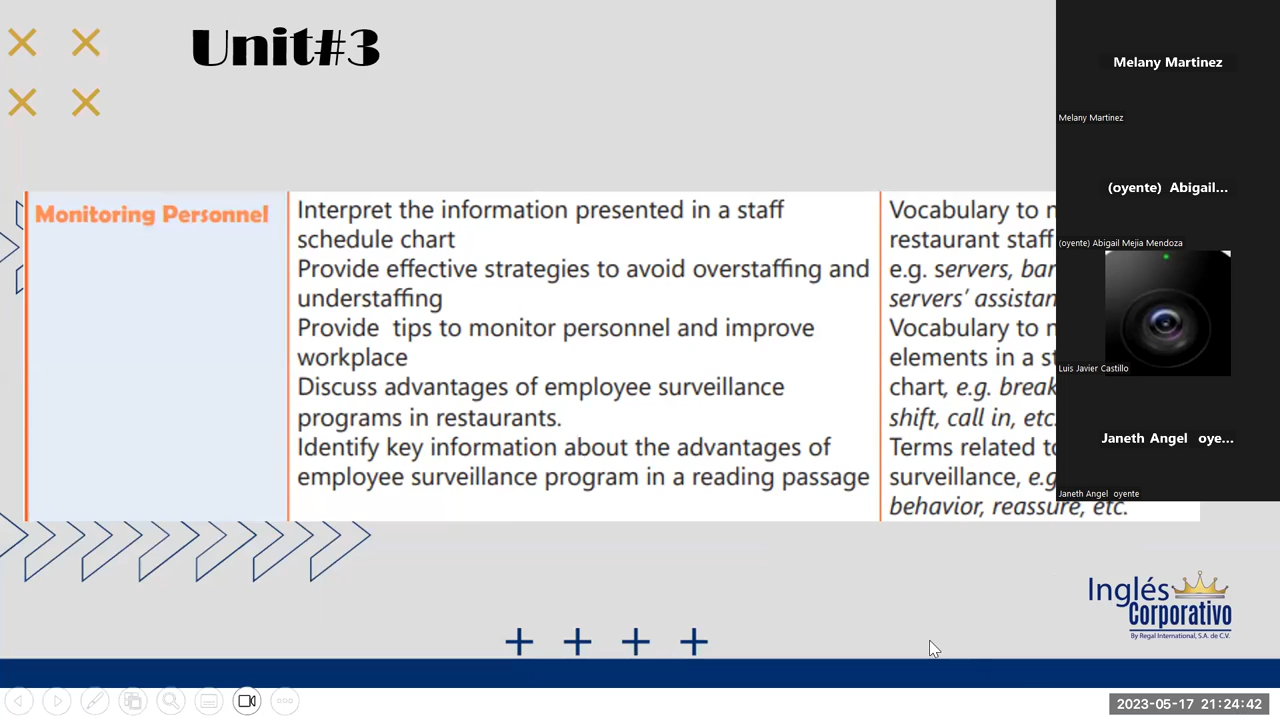 Unit#3
Monitoring Personnel
Interpret the information presented in a staff
schedule chart
Provide effective strategies to avoid overstaffing and
understaffing
Provide tips to monitor personnel and improve
workplace
Discuss advantages of employee surveillance
programs in restaurants.
Identify key information about the advantages of
employee surveillance program in a reading passage
Vocabulary to
restaurant staff
e.g. servers,
servers' assistan
Vocabulary to
elements in a
chart, e.g. break
shift, call in, etc.
Terms related to
surveillance,
behavior, reassure, etc.
Melany Martinez
Melany Martinez
(oyente) Abigail...
(oyente) Abigail Mejia Mendoza
Luis Javier Castillo
Janeth Angel oye...
Janeth Angel oyente
Inglés
Corporativo
By Regal International, S.A. de C.V.
2023-05-17 21:24:42